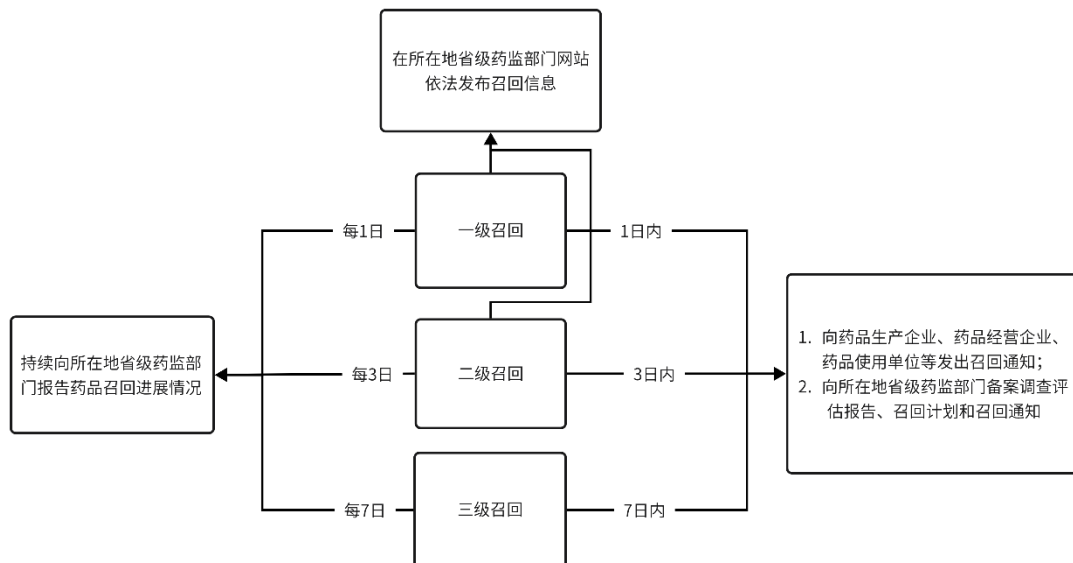 在所在地省级药监部门网站
依法发布召回信息
每1日
一级召回
1日内
持续向所在地省级药监部
门报告药品召回进展情况
每3日
二级召回
3日内
1. 向药品生产企业、药品经营企业、
药品使用单位等发出召回通知；
2. 向所在地省级药监部门备案调查评
估报告、召回计划和召回通知
每7日
三级召回
7日内